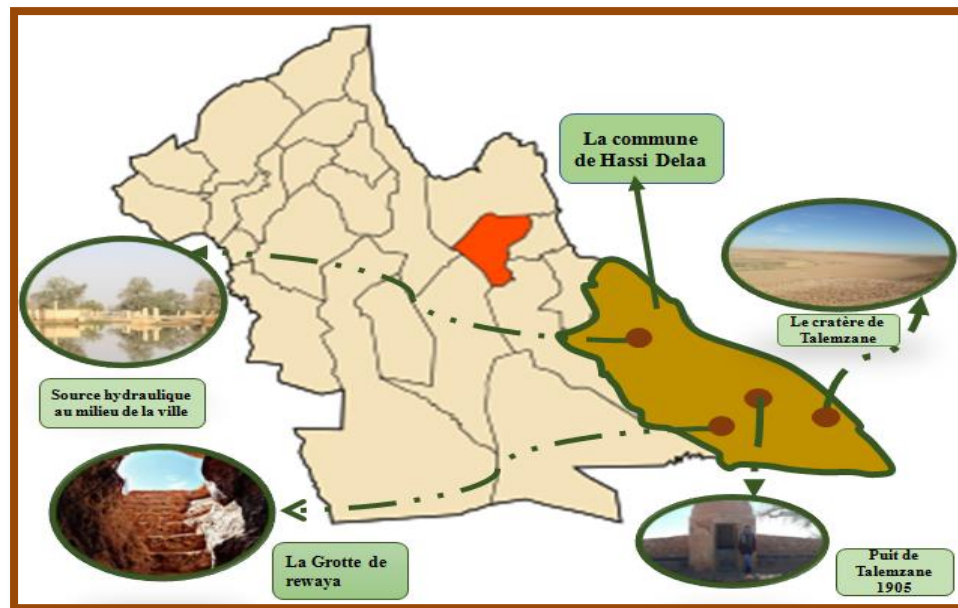 La commune
de Hassi Delaa
Le cratère de
Talemzane
Source hydraulique
au milieu de la ville
La Grotte de
rewaya
Puit de
Talemzane
1905